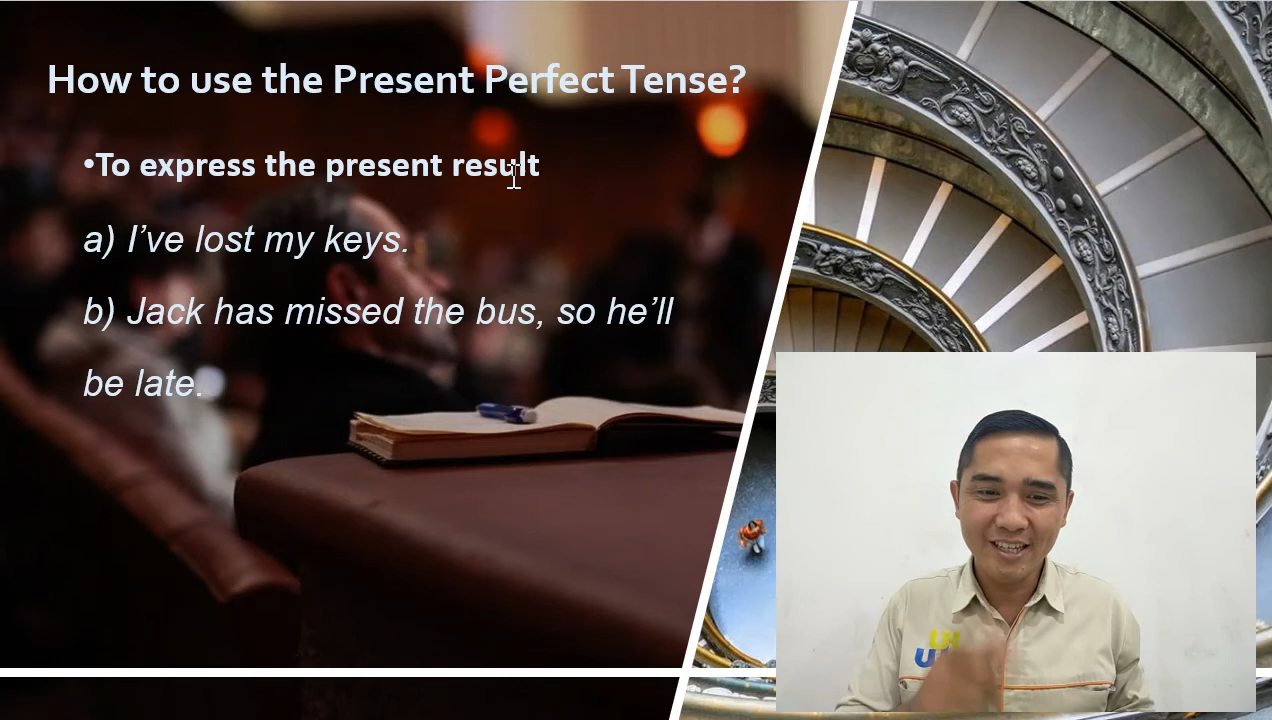 How to use the Present Perfect Tense?
•To express the present result
a) I’ve lost my keys.
b) Jack has missed the bus, so he’ll
be late.